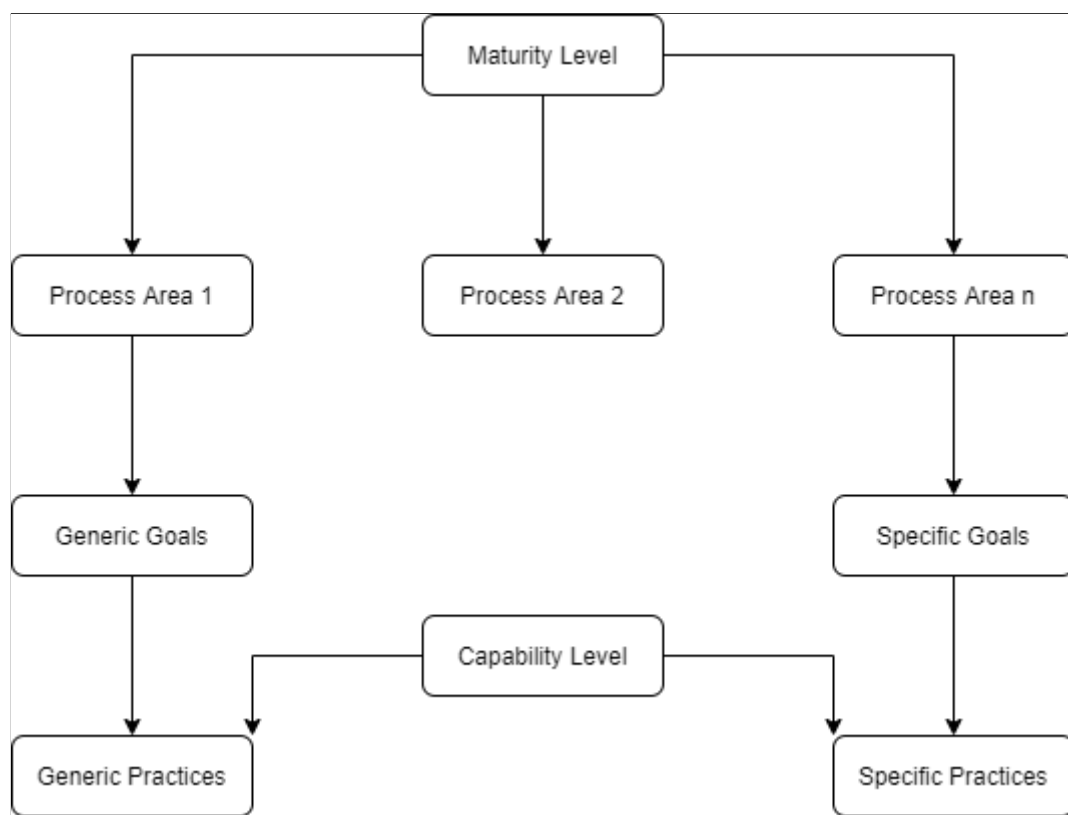 Maturity Level
Process Area 1
Process Area 2
Process Area n
Generic Goals
Specific Goals
Capability Level
Generic Practices
Specific Practices